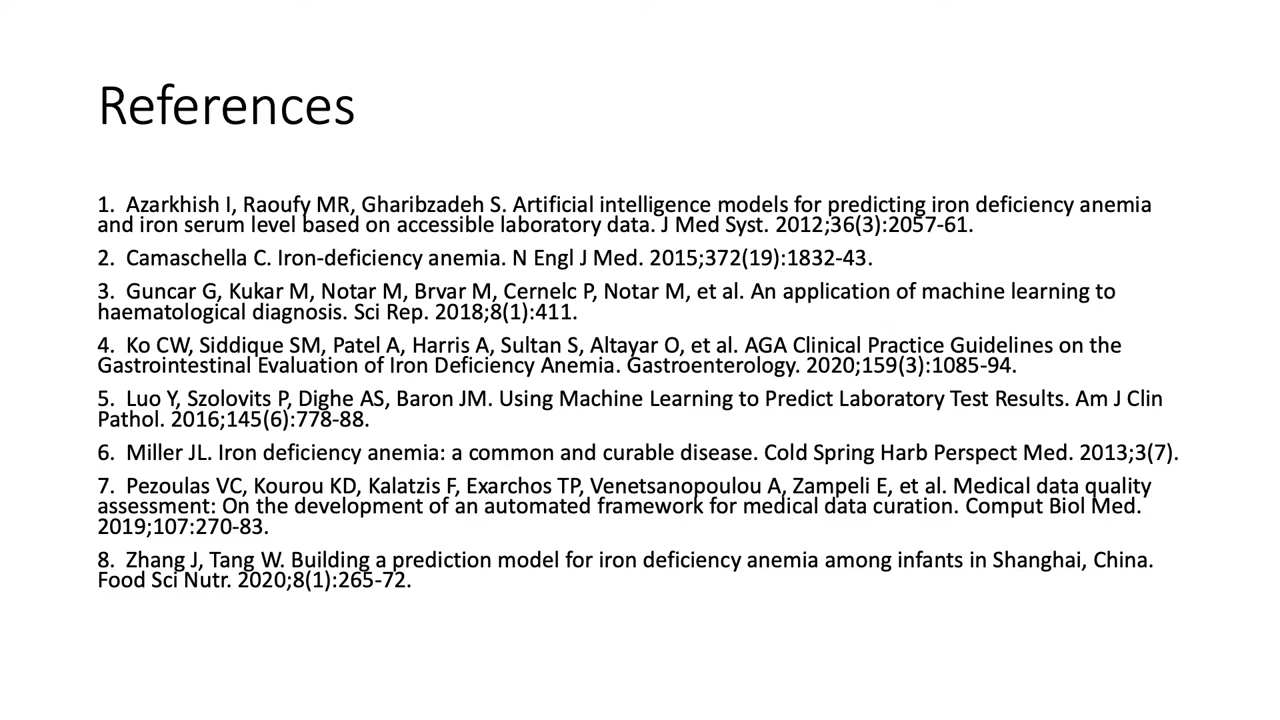 References
1. Azarkhish I, Raoufy MR, Gharibzadeh S. Artificial intelligence models for predicting iron deficiency anemia
and iron serum level based on accessible laboratory data. J Med Syst. 2012;36(3):2057-61.
2. Camaschella C. Iron-deficiency anemia. N Engl J Med. 2015;372(19):1832-43.
3. Guncar G, Kukar M, Notar M, Brvar M, Cernelc P, Notar M, et al. An application of machine learning to
haematological diagnosis. Sci Rep. 2018;8(1):411.
4. Ko CW, Siddique SM, Patel A, Harris A, Sultan S, Altayar O, et al. AGA Clinical Practice Guidelines on the
Gastrointestinal Evaluation of Iron Deficiency Anemia. Gastroenterology. 2020;159(3):1085-94.
5. Luo Y, Szolovits P, Dighe AS, Baron JM. Using Machine Learning to Predict Laboratory Test Results. Am J Clin
Pathol. 2016;145(6):778-88.
6. Miller JL. Iron deficiency anemia: a common and curable disease. Cold Spring Harb Perspect Med. 2013;3(7).
7. Pezoulas VC, Kourou KD, Kalatzis F, Exarchos TP, Venetsanopoulou A, Zampeli E, et al. Medical data quality
assessment: On the development of an automated framework for medical data curation. Comput Biol Med.
2019;107:270-83.
8. Zhang J, Tang W. Building a prediction model for iron deficiency anemia among infants in Shanghai, China.
Food Sci Nutr. 2020;8(1):265-72.